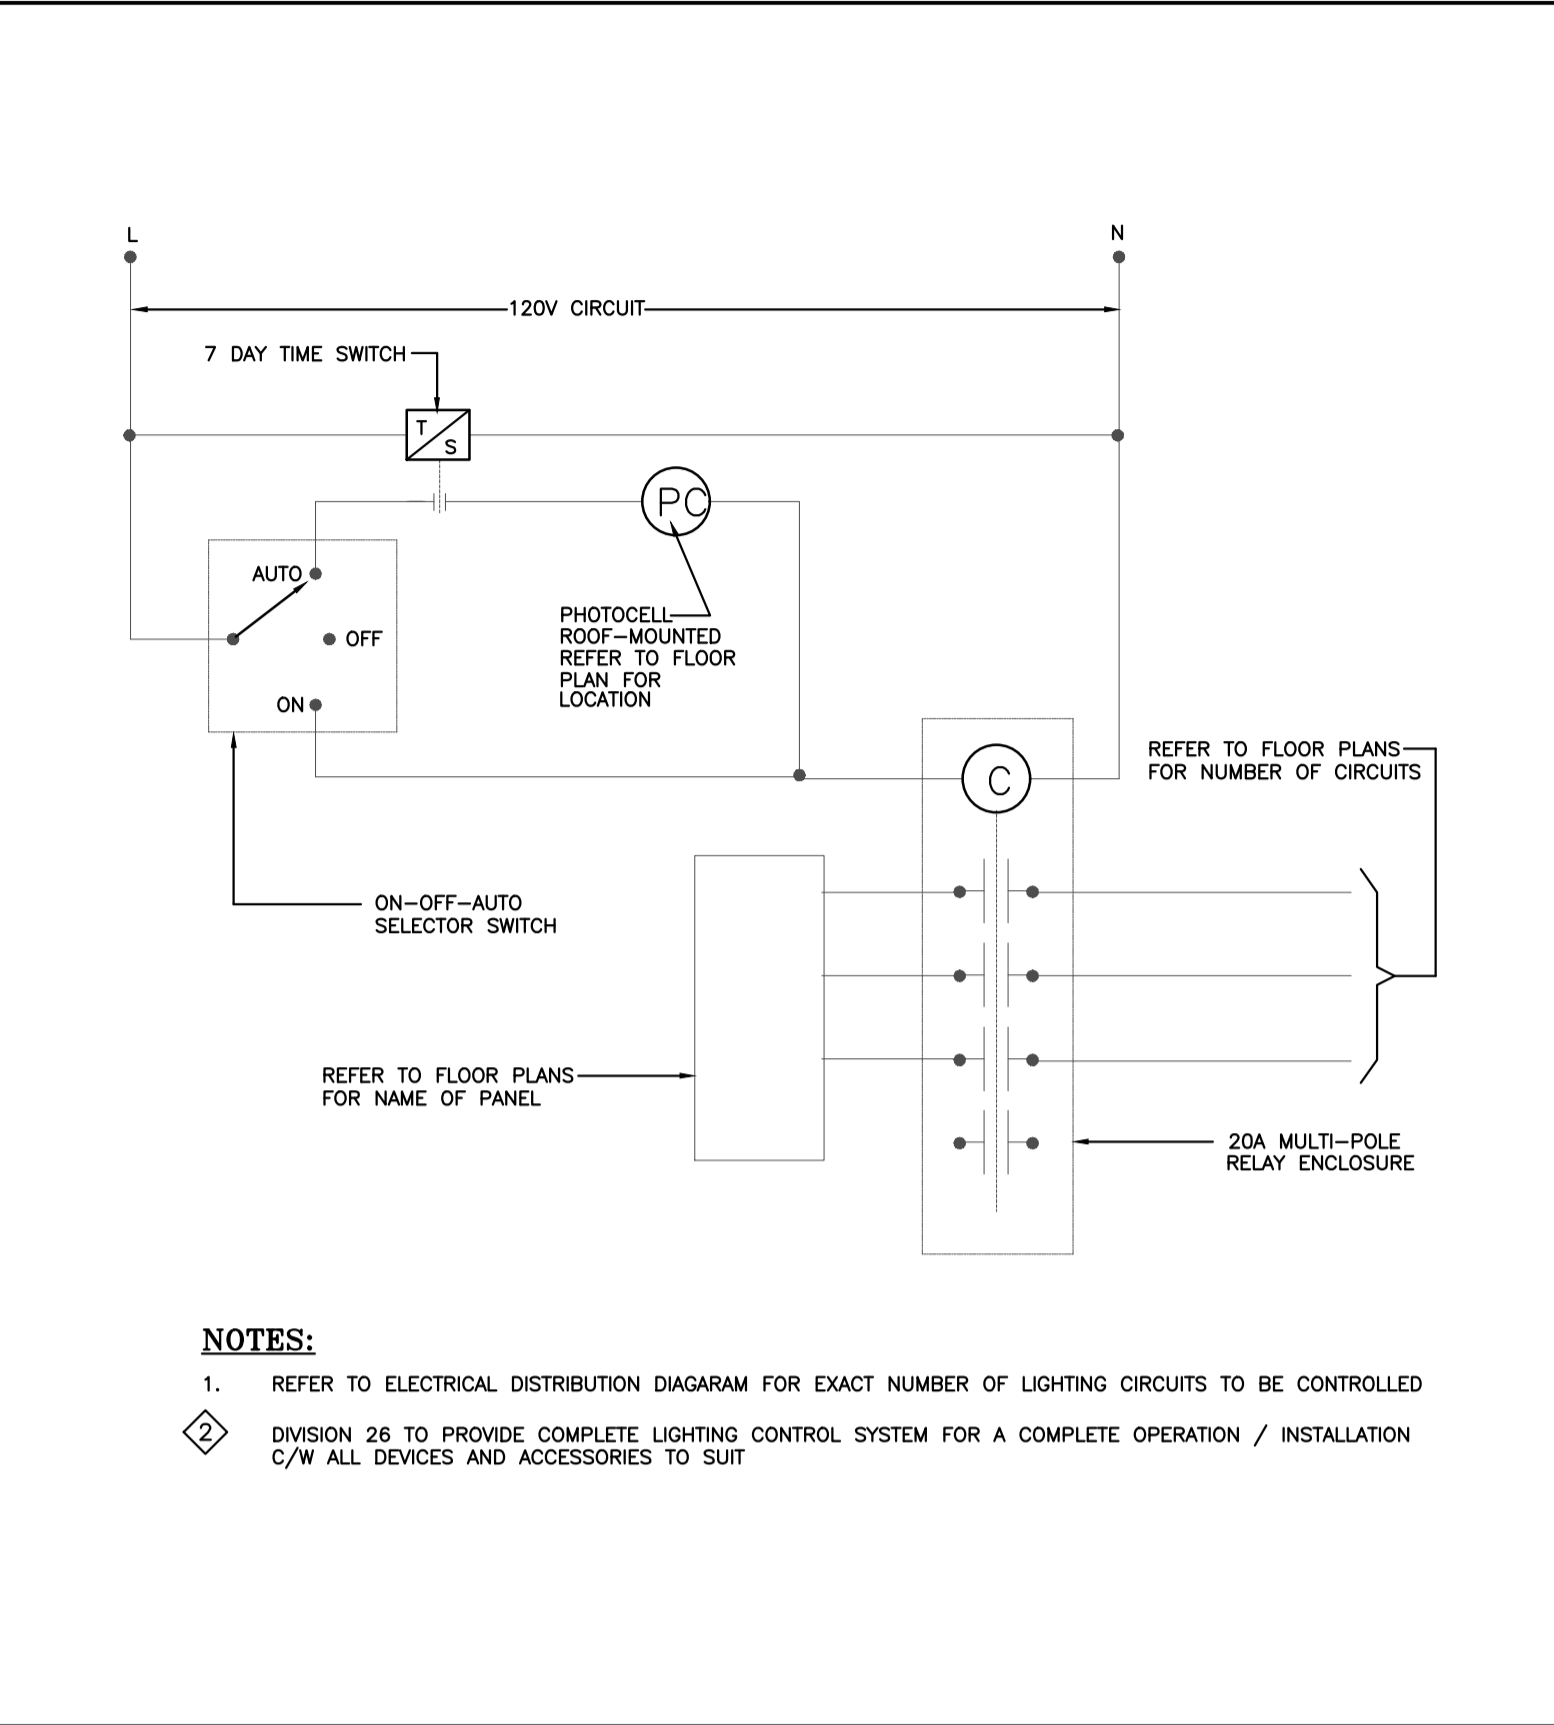 L
N
120V CIRCUIT
7 DAY TIME SWITCH
T
S
PC
AUTO
OFF
ON
PHOTOCELL
ROOF-MOUNTED
REFER TO FLOOR
PLAN FOR
LOCATION
C
REFER TO FLOOR PLANS
FOR NUMBER OF CIRCUITS
ON-OFF-AUTO
SELECTOR SWITCH
REFER TO FLOOR PLANS
FOR NAME OF PANEL
20A MULTI-POLE
RELAY ENCLOSURE
NOTES:
1. REFER TO ELECTRICAL DISTRIBUTION DIAGARAM FOR EXACT NUMBER OF LIGHTING CIRCUITS TO BE CONTROLLED
2 DIVISION 26 TO PROVIDE COMPLETE LIGHTING CONTROL SYSTEM FOR A COMPLETE OPERATION / INSTALLATION
C/W ALL DEVICES AND ACCESSORIES TO SUIT